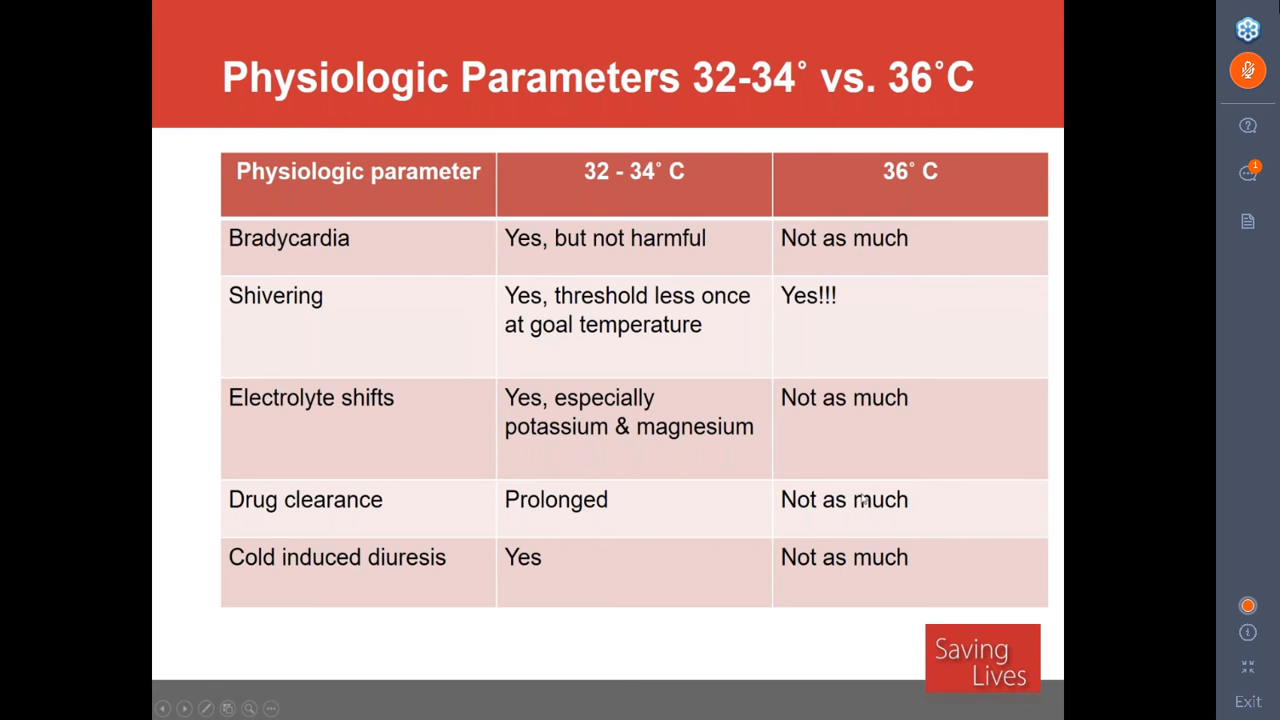 Physiologic Parameters 32-34˚ vs. 36˚C
Physiologic parameter
32 - 34˚ C
36˚ C
Bradycardia
Yes, but not harmful
Not as much
Shivering
Yes, threshold less once
at goal temperature
Yes!!!
Electrolyte shifts
Yes, especially
potassium & magnesium
Not as much
Drug clearance
Prolonged
Not as much
Cold induced diuresis
Yes
Not as much
Saving
Lives
1
Exit